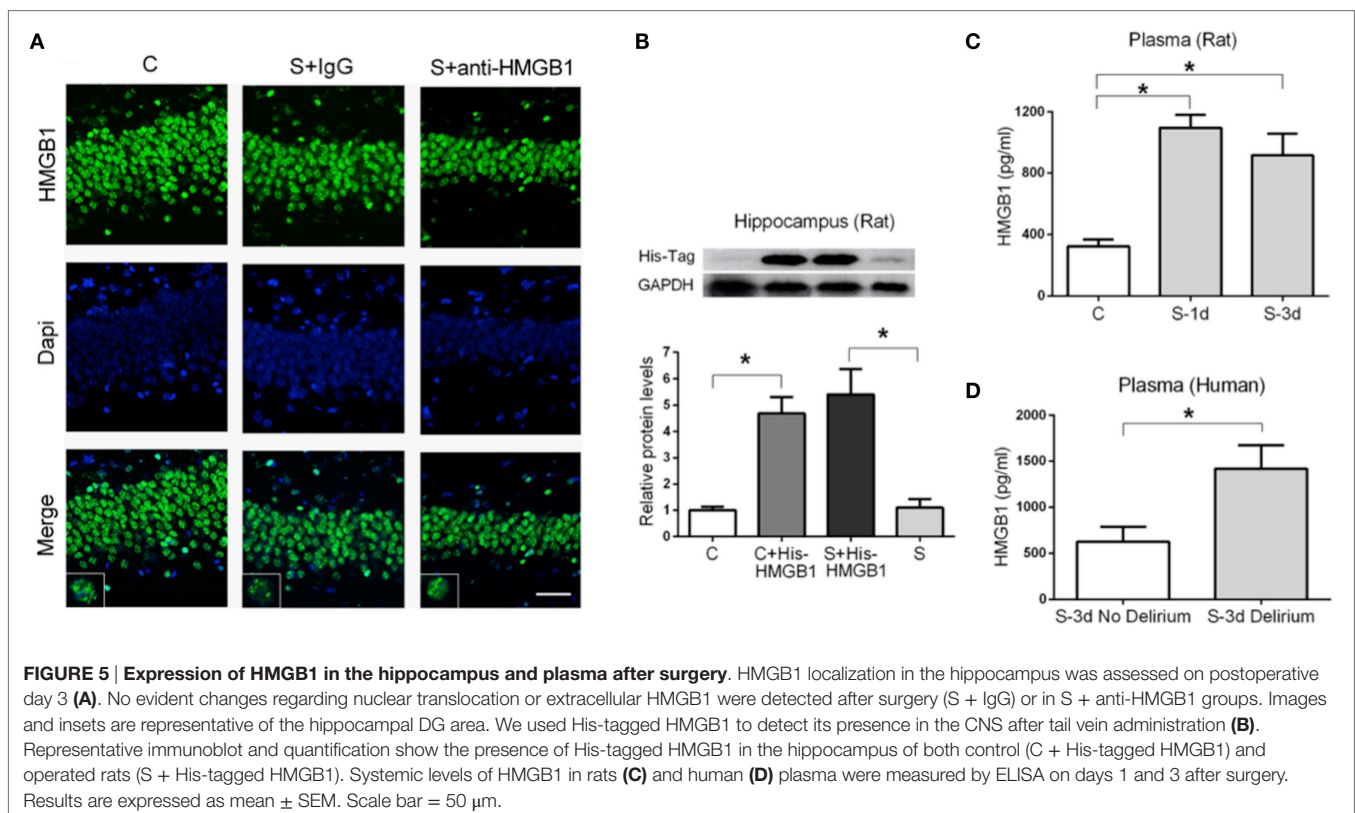 A
C
S+IgG
S+anti-HMGB1
HMGB1
Dapi
Merge
B
Hippocampus (Rat)
His-Tag
GAPDH
Relative protein levels
7
6
5
4
3
2
1
0
*
*
C
C+His-HMGB1
S+His-HMGB1
S
C
Plasma (Rat)
*
*
HMGB1 (pg/ml)
1200
800
400
0
C
S-1d
S-3d
D
Plasma (Human)
*
HMGB1 (pg/ml)
2000
1500
1000
500
0
S-3d No Delirium
S-3d Delirium
FIGURE 5 | Expression of HMGB1 in the hippocampus and plasma after surgery. HMGB1 localization in the hippocampus was assessed on postoperative
day 3 (A). No evident changes regarding nuclear translocation or extracellular HMGB1 were detected after surgery (S + IgG) or in S + anti-HMGB1 groups. Images
and insets are representative of the hippocampal DG area. We used His-tagged HMGB1 to detect its presence in the CNS after tail vein administration (B).
Representative immunoblot and quantification show the presence of His-tagged HMGB1 in the hippocampus of both control (C + His-tagged HMGB1) and
operated rats (S + His-tagged HMGB1). Systemic levels of HMGB1 in rats (C) and human (D) plasma were measured by ELISA on days 1 and 3 after surgery.
Results are expressed as mean ± SEM. Scale bar = 50 μm.